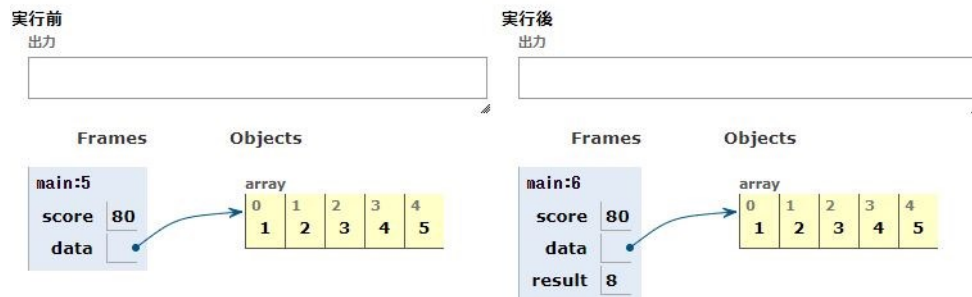 実行前
出力
Frames
Objects
main:5
score 80
data
array
0 1 2 3 4
1 2 3 4 5
実行後
出力
Frames
Objects
main:6
score 80
data
result 8
array
0 1 2 3 4
1 2 3 4 5